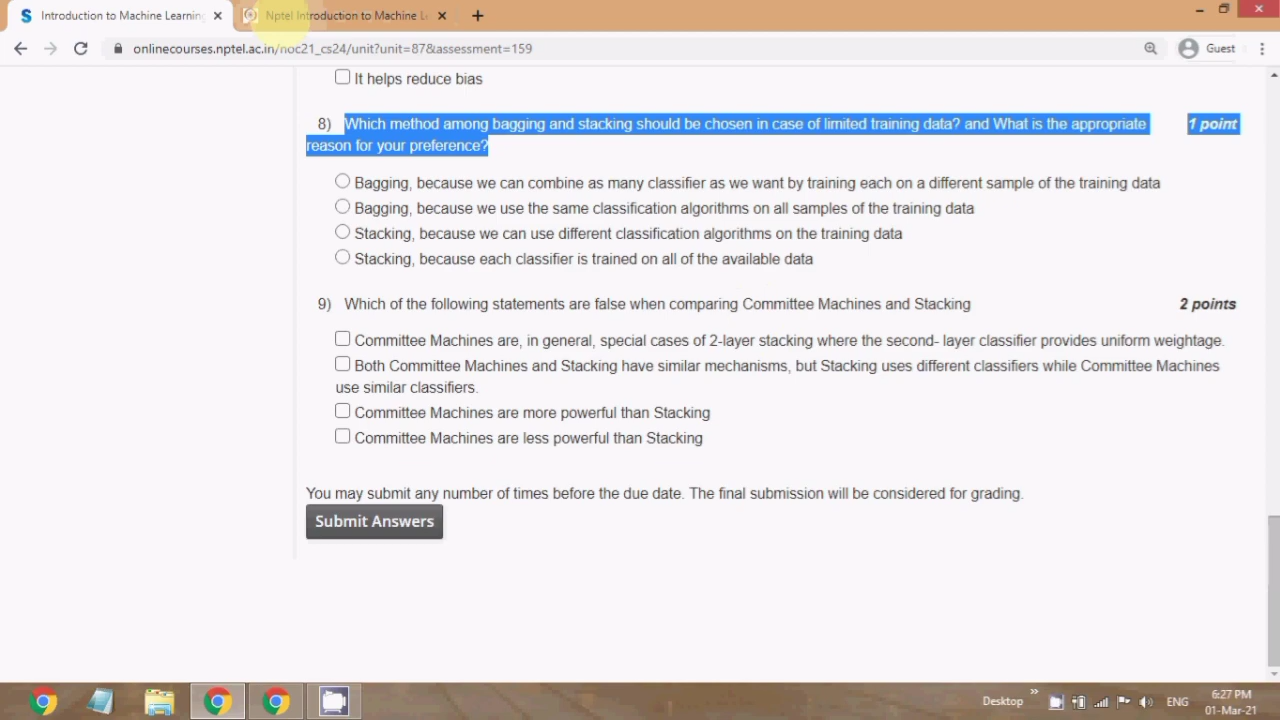 Introduction to Machine Learning
Nptel Introduction to Machine Le
onlinecourses.nptel.ac.in/noc21_cs24/unit?unit=87&assessment=159
Guest
It helps reduce bias
8) Which method among bagging and stacking should be chosen in case of limited training data? and What is the appropriate 1 point
reason for your preference?
Bagging, because we can combine as many classifier as we want by training each on a different sample of the training data
Bagging, because we use the same classification algorithms on all samples of the training data
Stacking, because we can use different classification algorithms on the training data
Stacking, because each classifier is trained on all of the available data
9) Which of the following statements are false when comparing Committee Machines and Stacking 2 points
Committee Machines are, in general, special cases of 2-layer stacking where the second- layer classifier provides uniform weightage.
Both Committee Machines and Stacking have similar mechanisms, but Stacking uses different classifiers while Committee Machines
use similar classifiers.
Committee Machines are more powerful than Stacking
Committee Machines are less powerful than Stacking
You may submit any number of times before the due date. The final submission will be considered for grading.
Submit Answers
Desktop
ENG
6:27 PM
01-Mar-21